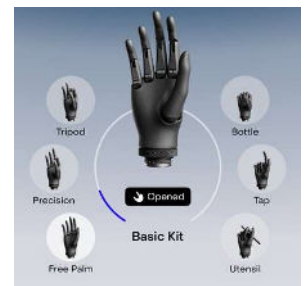 Tripod
Bottle
Precision
Opened
Tap
Basic Kit
Free Palm
Utensil